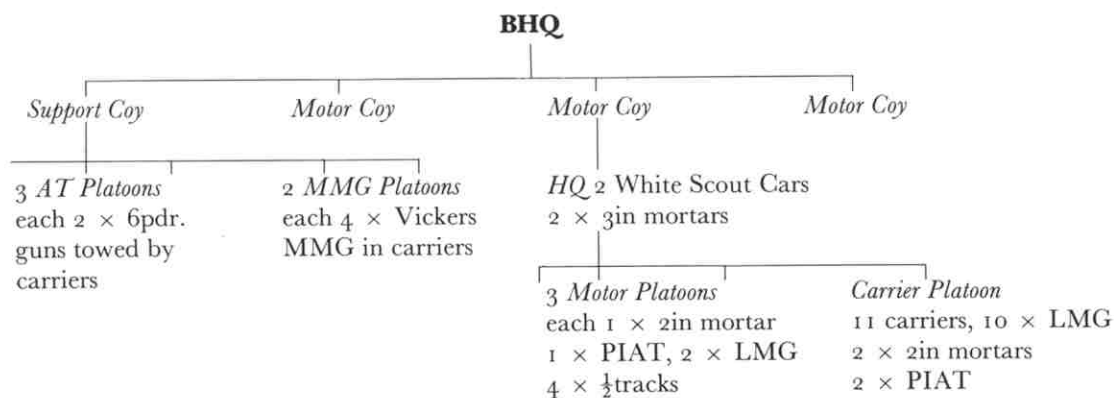 BHQ
Support Coy
Motor Coy
Motor Coy
Motor Coy
3 AT Platoons
each 2 × 6pdr.
guns towed by
carriers
2 MMG Platoons
each 4 × Vickers
MMG in carriers
HQ 2 White Scout Cars
2 × 3in mortars
3 Motor Platoons
each 1 × 2in mortar
1 × PIAT, 2 × LMG
4 × ½tracks
Carrier Platoon
11 carriers, 10 × LMG
2 × 2in mortars
2 × PIAT